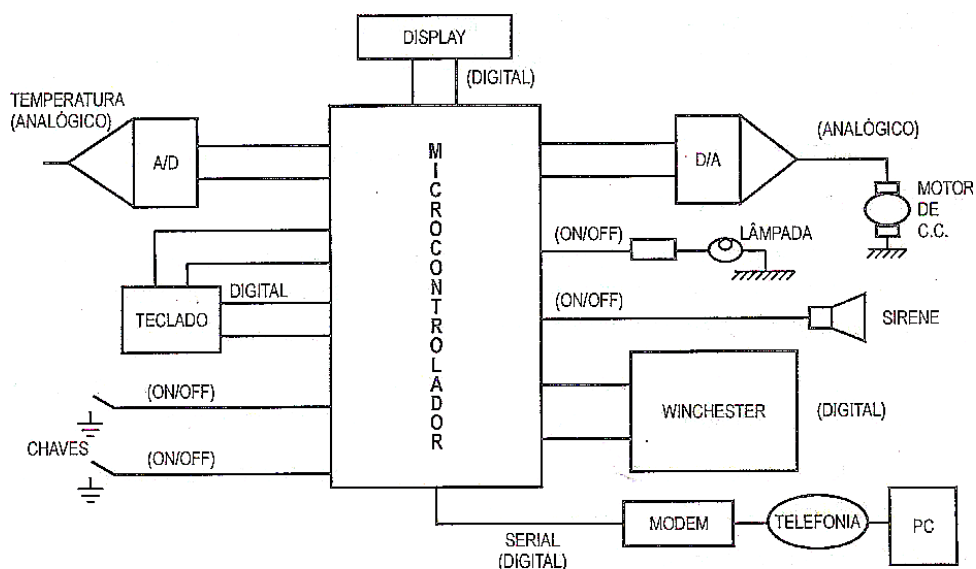 DISPLAY
(DIGITAL)
TEMPERATURA
(ANALÓGICO)
A/D
MICROCONTROLADOR
D/A
(ANALÓGICO)
MOTOR
DE
C.C.
(ON/OFF)
LÂMPADA
DIGITAL
TECLADO
(ON/OFF)
SIRENE
(ON/OFF)
WINCHESTER
(DIGITAL)
CHAVES
(ON/OFF)
SERIAL
(DIGITAL)
MODEM
TELEFONIA
PC